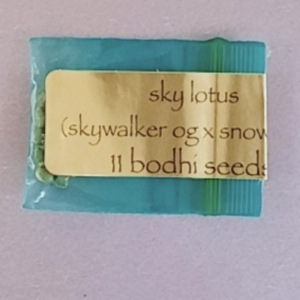 sky lotus
(skywalker og x snow
11 bodhi seeds